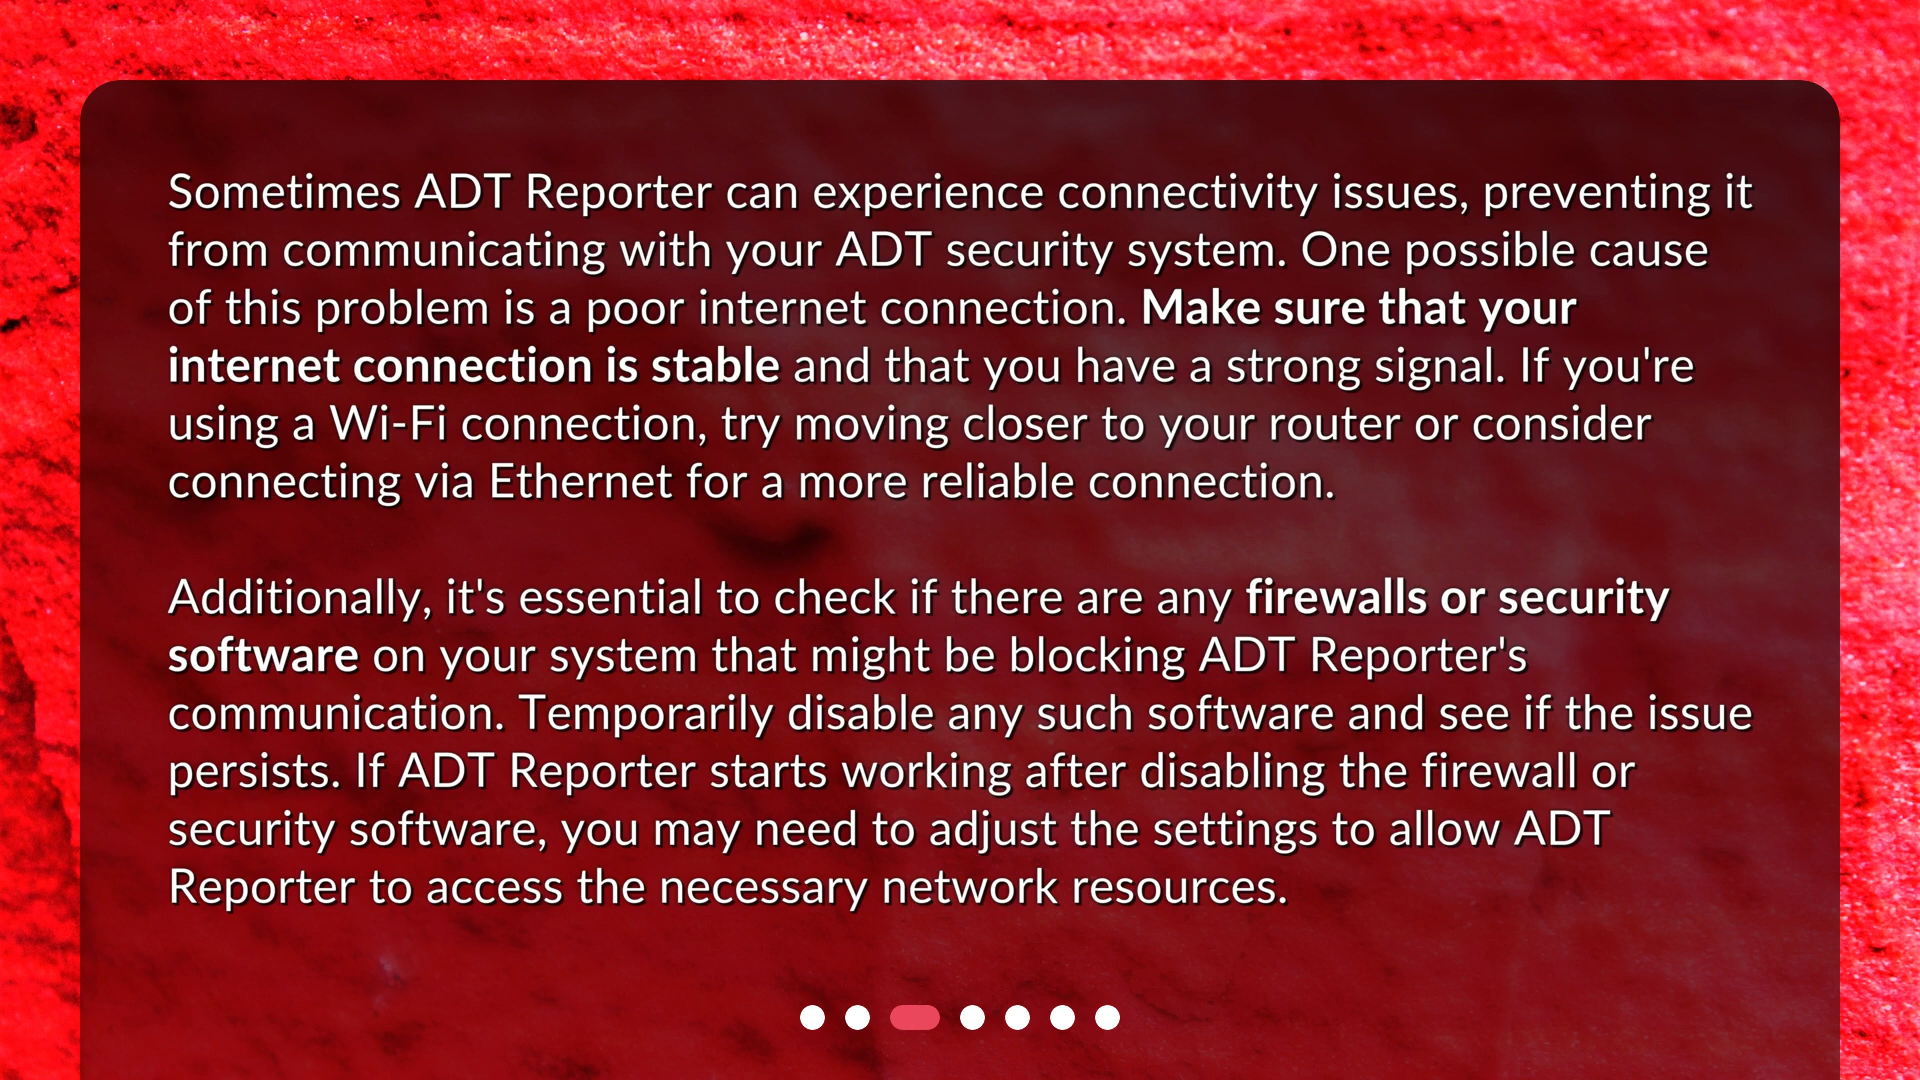 Sometimes ADT Reporter can experience connectivity issues, preventing it
from communicating with your ADT security system. One possible cause
of this problem is a poor internet connection. Make sure that your
internet connection is stable and that you have a strong signal. If you're
using a Wi-Fi connection, try moving closer to your router or consider
connecting via Ethernet for a more reliable connection.
Additionally, it's essential to check if there are any firewalls or security
software on your system that might be blocking ADT Reporter's
communication. Temporarily disable any such software and see if the issue
persists. If ADT Reporter starts working after disabling the firewall or
security software, you may need to adjust the settings to allow ADT
Reporter to access the necessary network resources.